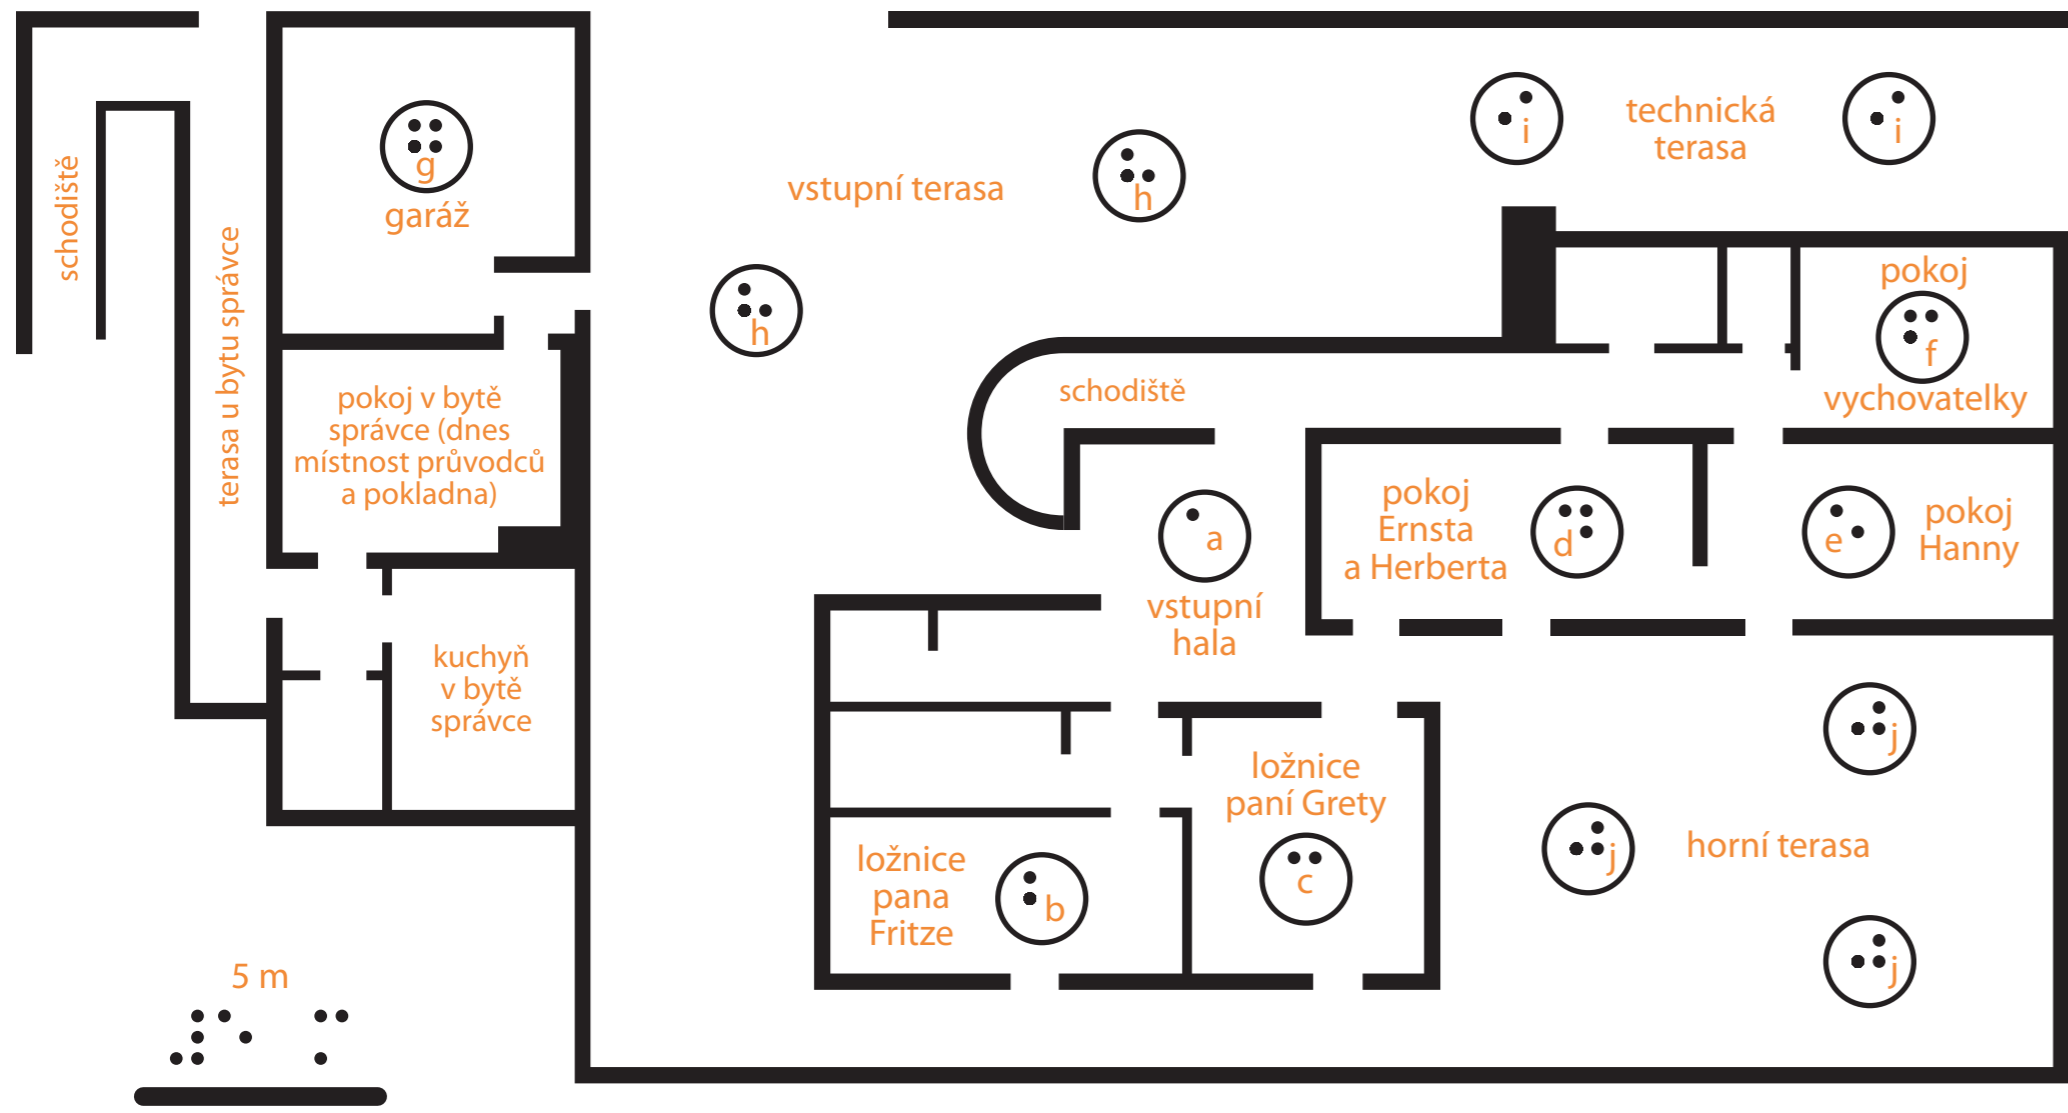 schodiště
terasa u bytu správce
g
garáž
vstupní terasa
h
h
i
technická
terasa
i
pokoj
f
vychovatelky
schodiště
pokoj v bytě
správce (dnes
místnost průvodců
a pokladna)
a
vstupní
hala
pokoj
Ernsta
a Herberta
d
e
pokoj
Hanny
kuchyň
v bytě
správce
ložnice
pana
Fritze
b
ložnice
paní Grety
c
j
j
horní terasa
j
5 m
⠼⠑ ⠍